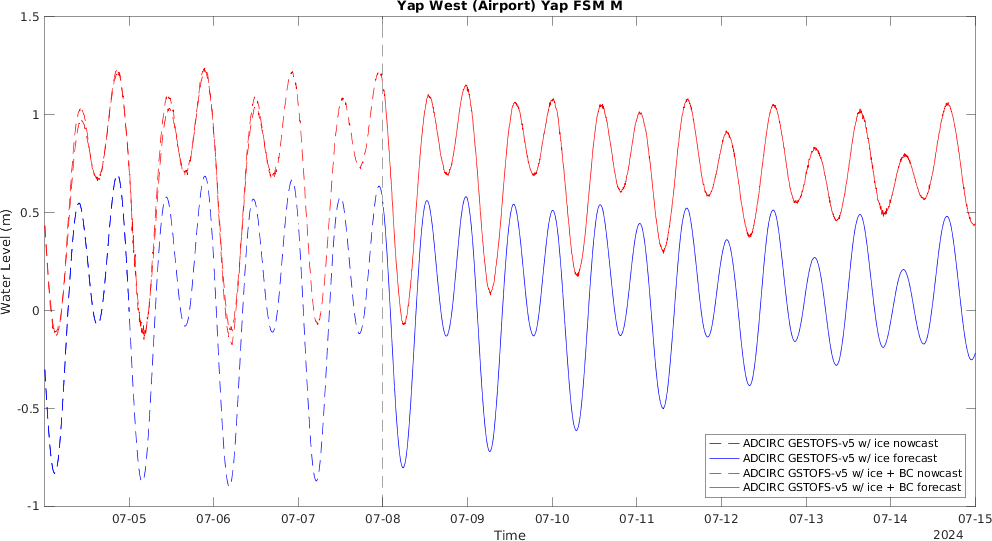 Yap West (Airport) Yap FSM M
1.5
1
0.5
0
-0.5
-1
Water Level (m)
07-05 07-06 07-07 07-08 07-09 07-10 07-11 07-12 07-13 07-14 07-15
Time
2024
ADCIRC GESTOFS-v5 w/ ice nowcast
ADCIRC GESTOFS-v5 w/ ice forecast
ADCIRC GSTOFS-v5 w/ ice + BC nowcast
ADCIRC GSTOFS-v5 w/ ice + BC forecast